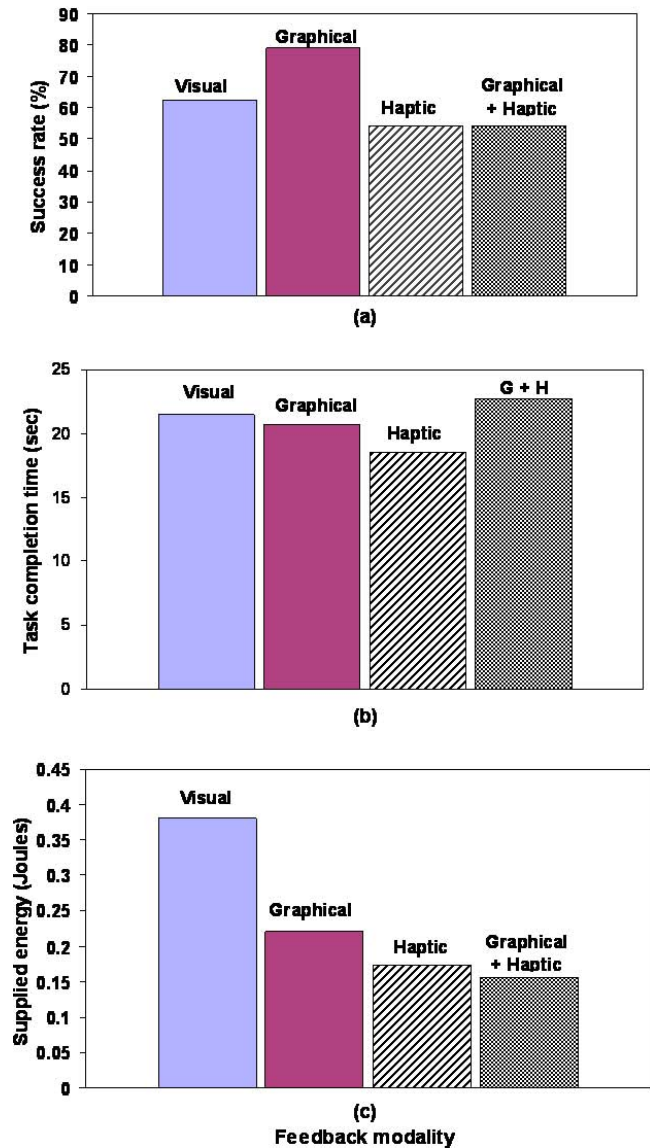 Success rate (%)
90
80
70
60
50
40
30
20
10
0
Visual
Graphical
Haptic
Graphical
+ Haptic
(a)
Task completion time (sec)
25
20
15
10
5
0
Visual
Graphical
Haptic
G + H
(b)
Supplied energy (Joules)
0.45
0.4
0.35
0.3
0.25
0.2
0.15
0.1
0.05
0
Visual
Graphical
Haptic
Graphical
+ Haptic
(c)
Feedback modality